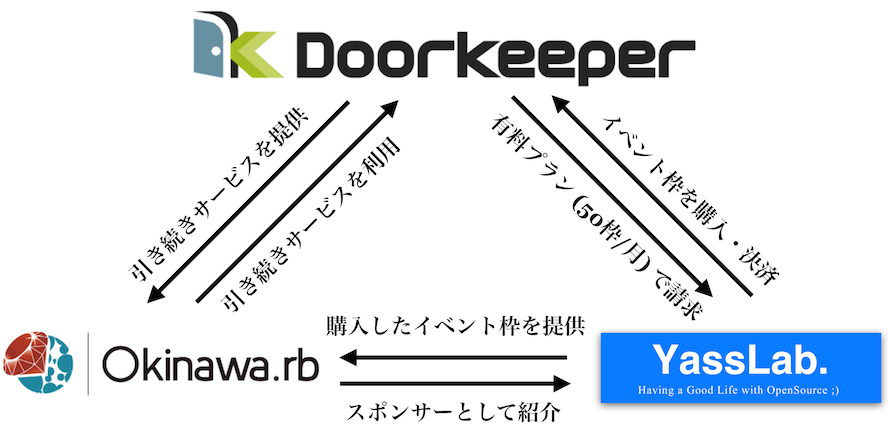 Doorkeeper
引き続きサービスを提供
引き続きサービスを利用
有料プラン (50枠/月) で請求
イベント枠を購入・決済
Okinawa.rb
購入したイベント枠を提供
スポンサーとして紹介
YassLab.
Having a Good Life with OpenSource ;)